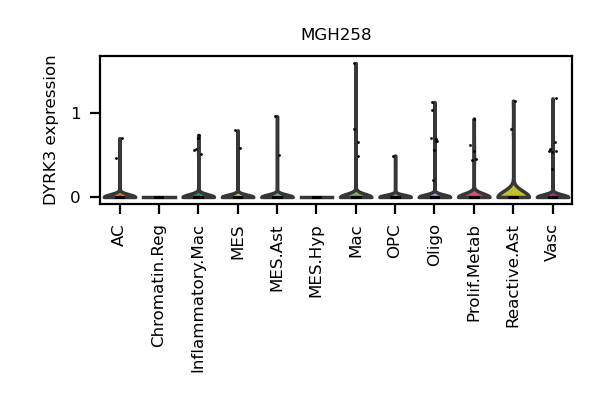 MGH258
DYRK3 expression
1
0
AC
Chromatin.Reg
Inflammatory.Mac
MES
MES.Ast
MES.Hyp
Mac
OPC
Oligo
Prolif.Metab
Reactive.Ast
Vasc